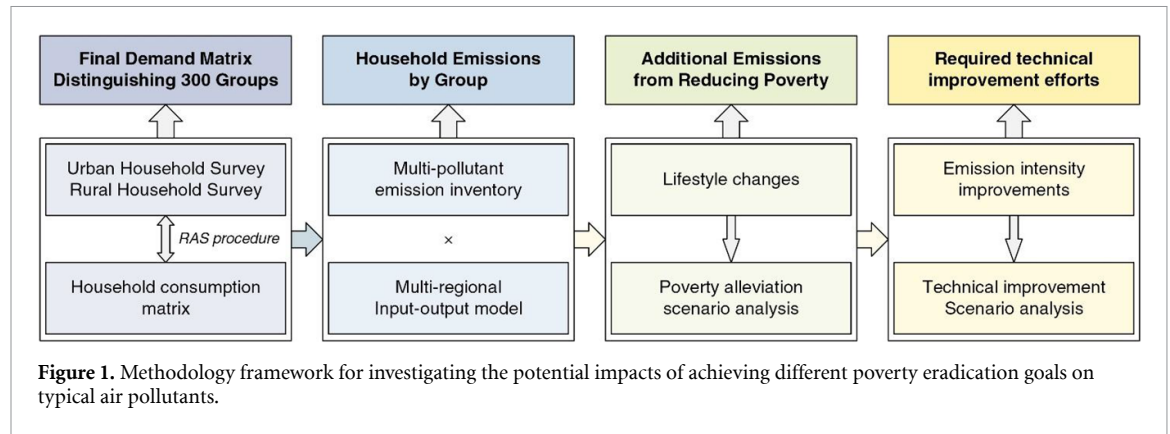 Final Demand Matrix
Distinguishing 300 Groups
Household Emissions
by Group
Additional Emissions
from Reducing Poverty
Required technical
improvement efforts
Urban Household Survey
Rural Household Survey
RAS procedure
Household consumption
matrix
Multi-pollutant
emission inventory
×
Multi-regional
Input-output model
Lifestyle changes
Poverty alleviation
scenario analysis
Emission intensity
improvements
Technical improvement
Scenario analysis
Figure 1. Methodology framework for investigating the potential impacts of achieving different poverty eradication goals on
typical air pollutants.